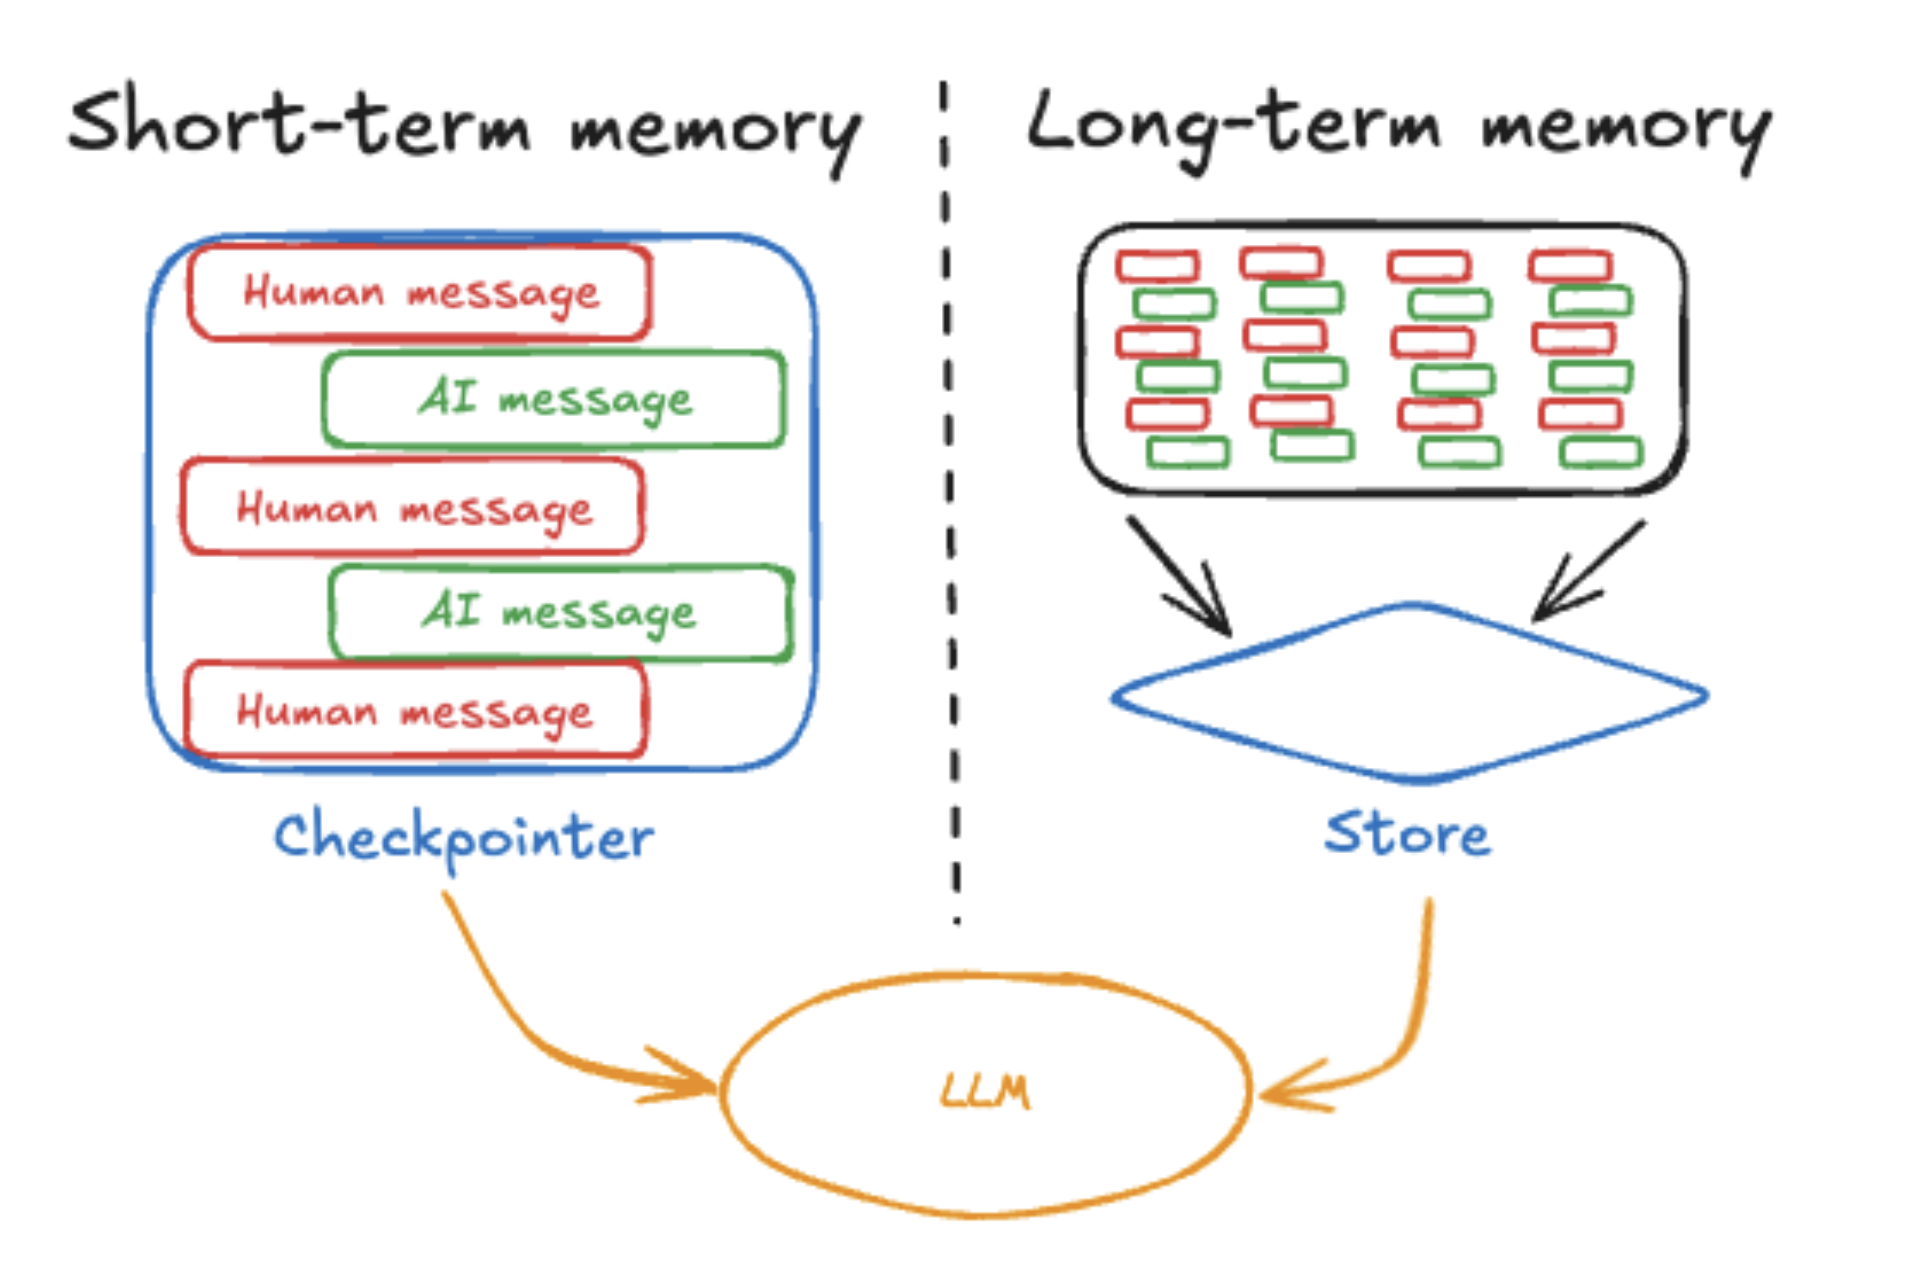 Short-term memory
Human message
AI message
Human message
AI message
Human message
Checkpointer
Long-term memory
Store
LLM